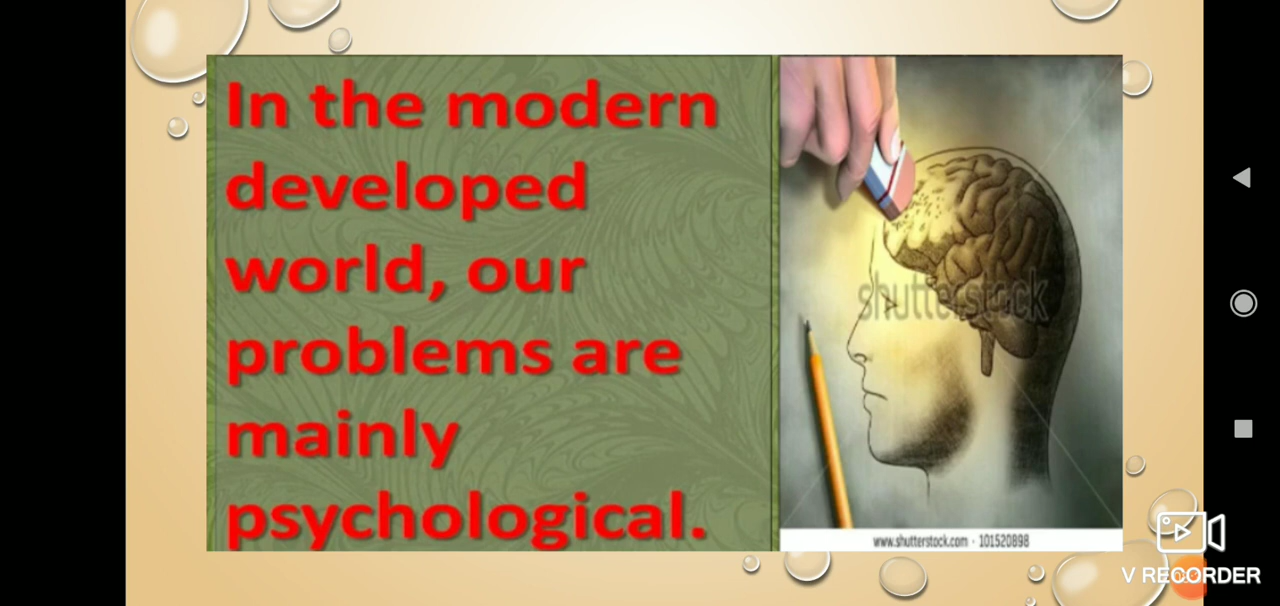 In the modern
developed
world, our
problems are
mainly
psychological.
shutterstock
www.shutterstock.com · 101520898
V RECORDER